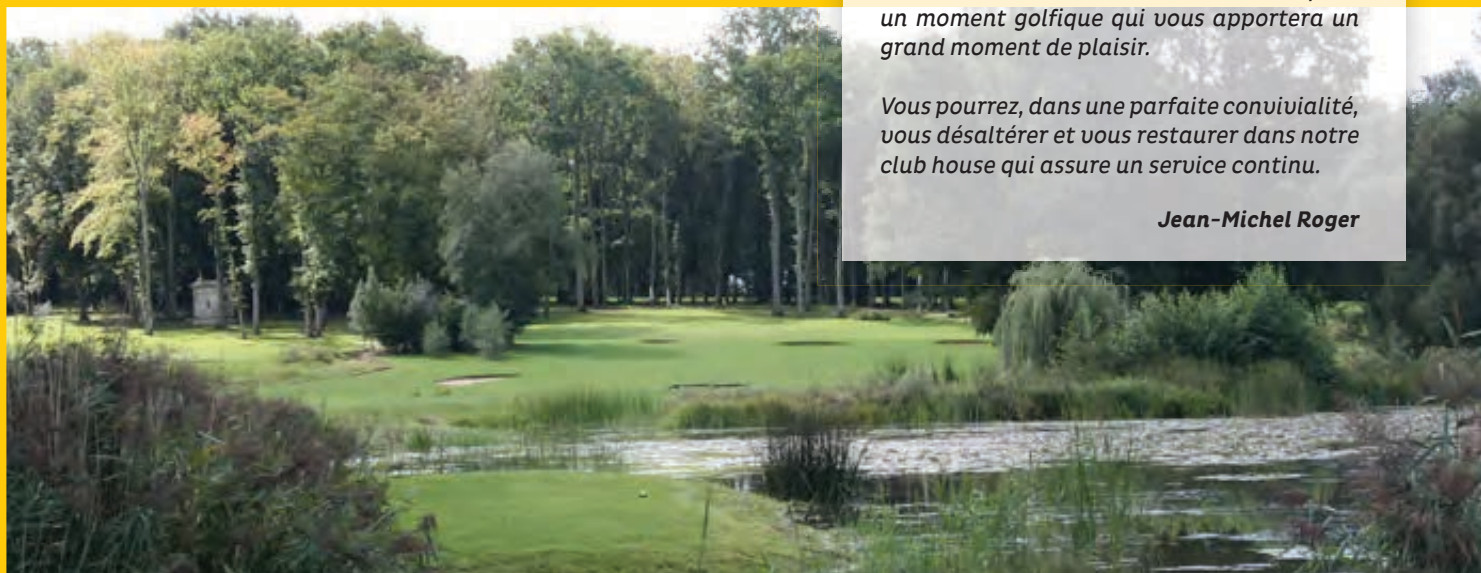 un moment golfique qui vous apportera un
grand moment de plaisir.
Vous pourrez, dans une parfaite convivialité,
vous désaltérer et vous restaurer dans notre
club house qui assure un service continu.
Jean-Michel Roger